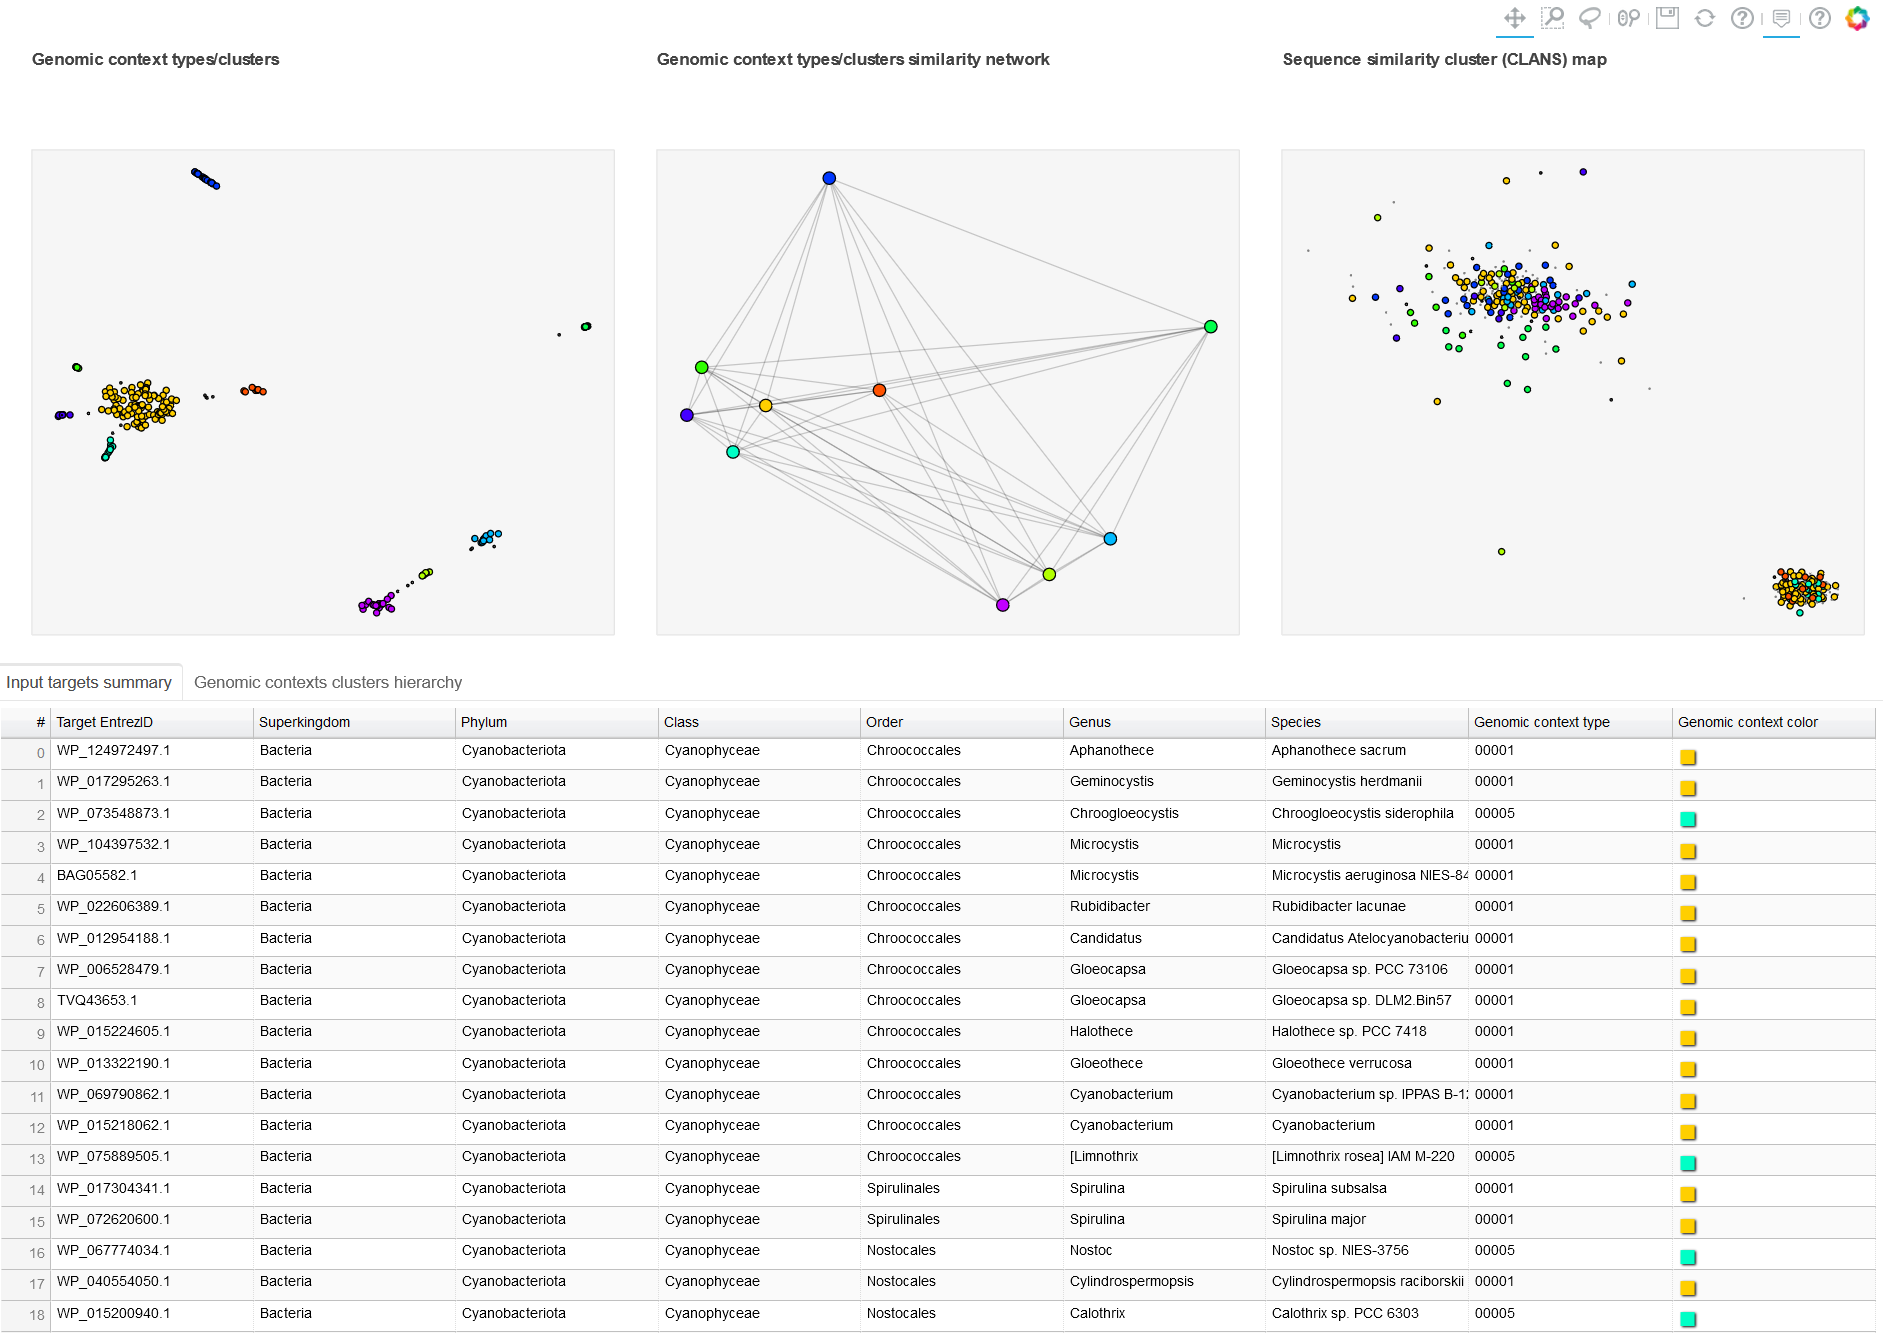 Genomic context types/clusters Genomic context types/clusters similarity network Sequence similarity cluster (CLANS) map
Input targets summary Genomic contexts clusters hierarchy
# Target EntrezID Superkingdom Phylum Class Order Genus Species Genomic context type Genomic context color
0 WP_124972497.1 Bacteria Cyanobacteriota Cyanophyceae Chroococcales Aphanothece Aphanothece sacrum 00001
1 WP_017295263.1 Bacteria Cyanobacteriota Cyanophyceae Chroococcales Geminocystis Geminocystis herdmanii 00001
2 WP_073548873.1 Bacteria Cyanobacteriota Cyanophyceae Chroococcales Chroogloeocystis Chroogloeocystis siderophila 00005
3 WP_104397532.1 Bacteria Cyanobacteriota Cyanophyceae Chroococcales Microcystis Microcystis 00001
4 BAG05582.1 Bacteria Cyanobacteriota Cyanophyceae Chroococcales Microcystis Microcystis aeruginosa NIES-84 00001
5 WP_022606389.1 Bacteria Cyanobacteriota Cyanophyceae Chroococcales Rubidibacter Rubidibacter lacunae 00001
6 WP_012954188.1 Bacteria Cyanobacteriota Cyanophyceae Chroococcales Candidatus Candidatus Atelocyanobacteriu 00001
7 WP_006528479.1 Bacteria Cyanobacteriota Cyanophyceae Chroococcales Gloeocapsa Gloeocapsa sp. PCC 73106 00001
8 TVQ43653.1 Bacteria Cyanobacteriota Cyanophyceae Chroococcales Gloeocapsa Gloeocapsa sp. DLM2.Bin57 00001
9 WP_015224605.1 Bacteria Cyanobacteriota Cyanophyceae Chroococcales Halothece Halothece sp. PCC 7418 00001
10 WP_013322190.1 Bacteria Cyanobacteriota Cyanophyceae Chroococcales Gloeothece Gloeothece verrucosa 00001
11 WP_069790862.1 Bacteria Cyanobacteriota Cyanophyceae Chroococcales Cyanobacterium Cyanobacterium sp. IPPAS B-12 00001
12 WP_015218062.1 Bacteria Cyanobacteriota Cyanophyceae Chroococcales Cyanobacterium Cyanobacterium 00001
13 WP_075889505.1 Bacteria Cyanobacteriota Cyanophyceae Chroococcales [Limnothrix [Limnothrix rosea] IAM M-220 00005
14 WP_017304341.1 Bacteria Cyanobacteriota Cyanophyceae Spirulinales Spirulina Spirulina subsalsa 00001
15 WP_072620600.1 Bacteria Cyanobacteriota Cyanophyceae Spirulinales Spirulina Spirulina major 00001
16 WP_067774034.1 Bacteria Cyanobacteriota Cyanophyceae Nostocales Nostoc Nostoc sp. NIES-3756 00005
17 WP_040554050.1 Bacteria Cyanobacteriota Cyanophyceae Nostocales Cylindrospermopsis Cylindrospermopsis raciborskii 00001
18 WP_015200940.1 Bacteria Cyanobacteriota Cyanophyceae Nostocales Calothrix Calothrix sp. PCC 6303 00005